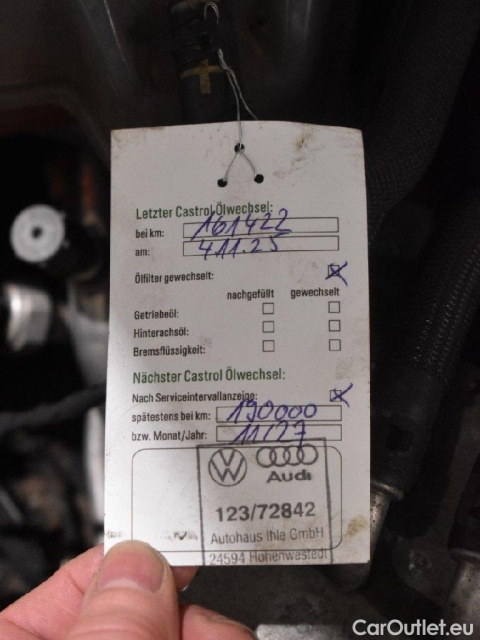 Letzter Castrol Ölwechsel:
bei km: 161422
am: 4.11.25
Ölfilter gewechselt:
nachgefüllt gewechselt
Getriebeöl:
Hinterachsöl:
Bremsflüssigkeit:
Nächster Castrol Ölwechsel:
Nach Serviceintervallanzeige:
spätestens bei km: 190000
bzw. Monat/Jahr: 11/27
Audi
123/72842
Autohaus Ihle GmbH
24594 Hohenwestedt
CarOutlet.eu